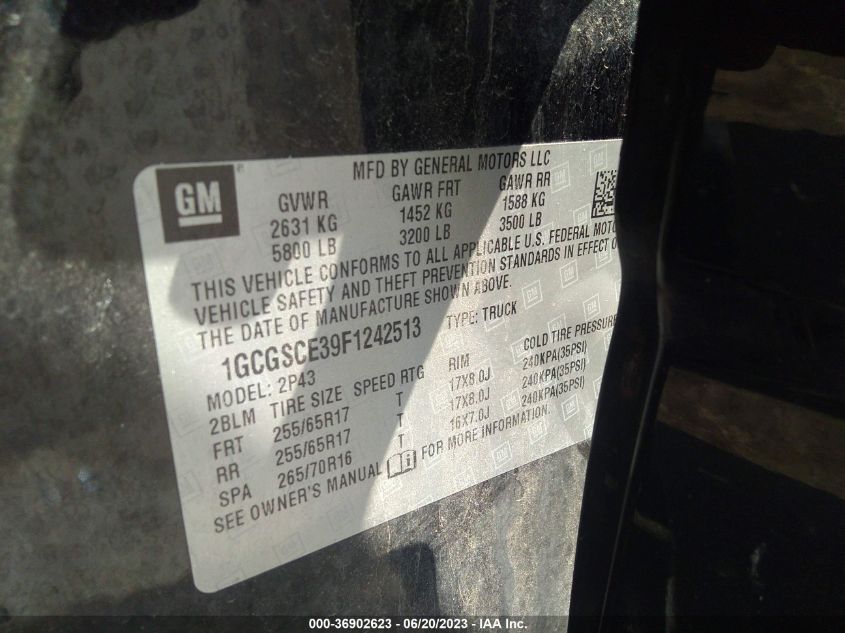 MFD BY GENERAL MOTORS LLC
GM
GVWR GAWR FRT GAWR RR
2631 KG 1452 KG 1588 KG
5800 LB 3200 LB 3500 LB
THIS VEHICLE CONFORMS TO ALL APPLICABLE U.S. FEDERAL
VEHICLE SAFETY AND THEFT PREVENTION STANDARDS IN EFFECT
THE DATE OF MANUFACTURE SHOWN ABOVE.
1GCGSCE39F1242513 TYPE: TRUCK
MODEL: 2P43
2BLM TIRE SIZE SPEED RTG RIM COLD TIRE PRESSURE
FRT 255/65R17 T 17X8.0J 240KPA(35PSI)
RR 255/65R17 T 17X8.0J 240KPA(35PSI)
SPA 265/70R16 T 16X7.0J 240KPA(35PSI)
SEE OWNER'S MANUAL FOR MORE INFORMATION.
000-36902623 - 06/20/2023 - IAA Inc.